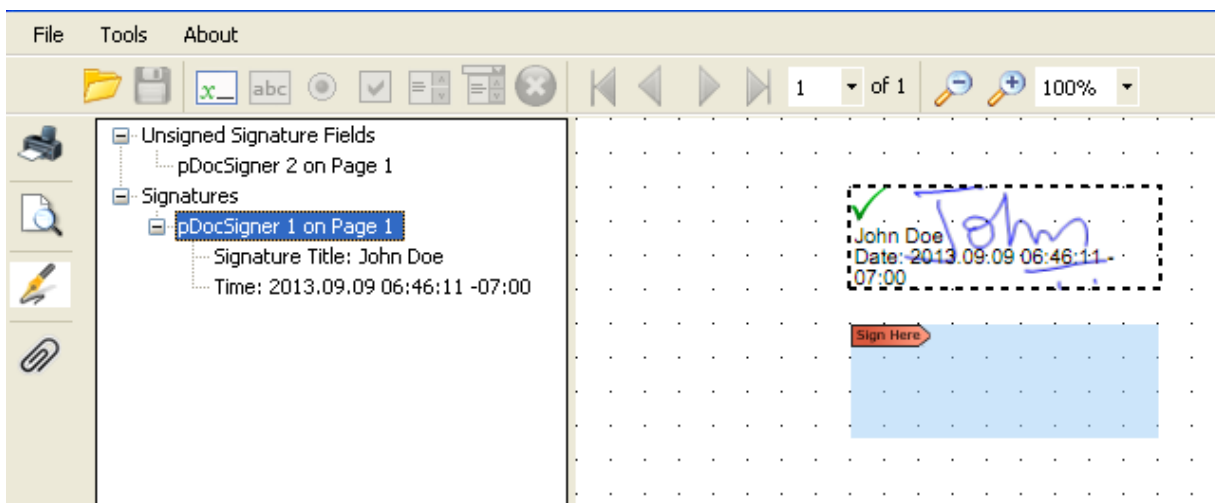 File Tools About
x abc 1 of 1 100%
Unsigned Signature Fields
pDocSigner 2 on Page 1
Signatures
pDocSigner 1 on Page 1
Signature Title: John Doe
Time: 2013.09.09 06:46:11 -07:00
John
John Doe
Date: 2013.09.09 06:46:11 -
07:00
Sign Here